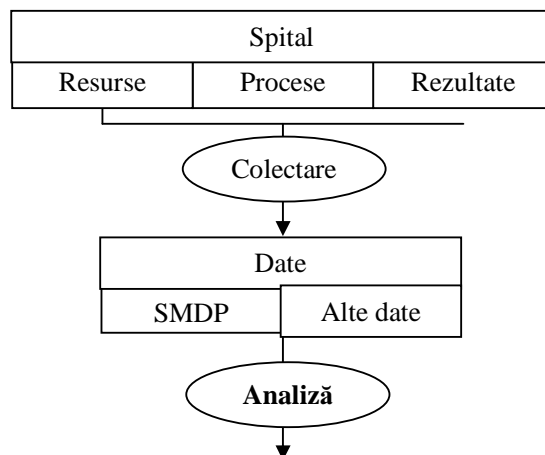 Spital
Resurse Procese Rezultate
Colectare
Date
SMDP Alte date
Analiză